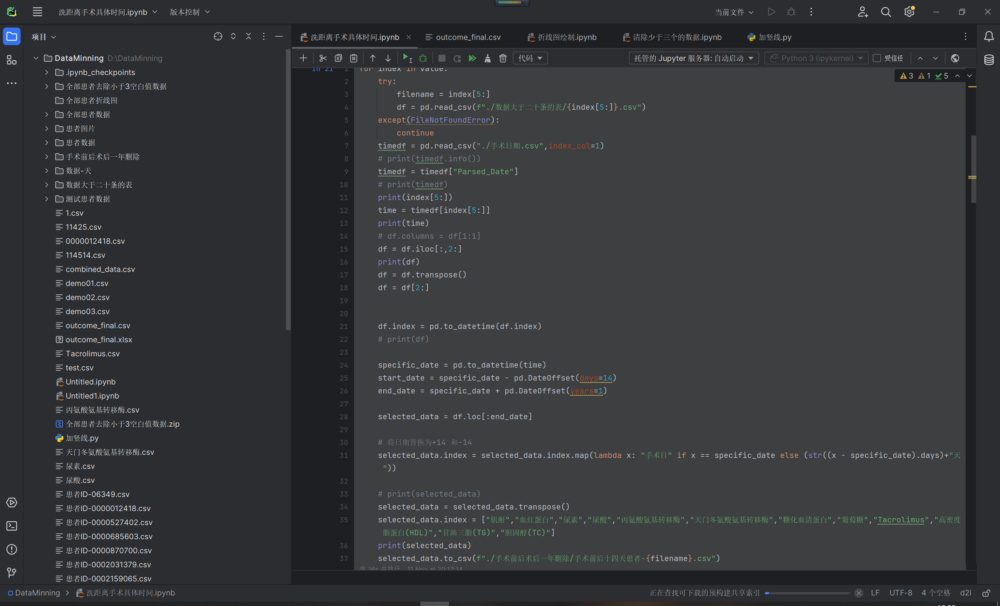 PC
洗距离手术具体时间.ipynb
版本控制
当前文件
项目
洗距离手术具体时间.ipynb
outcome_final.csv
折线图绘制.ipynb
清除少于三个的数据.ipynb
加竖线.py
代码
托管的 Jupyter 服务器: 自动启动
Python 3 (ipykernel)
受信任
DataMinning D:\DataMinning
.ipynb_checkpoints
全部患者去除小于3空白值数据
全部患者折线图
全部患者数据
患者图片
患者数据
手术前后术后一年删除
数据-天
数据大于二十条的表
测试患者数据
1.csv
11425.csv
0000012418.csv
114514.csv
combined_data.csv
demo01.csv
demo02.csv
demo03.csv
outcome_final.csv
outcome_final.xlsx
Tacrolimus.csv
test.csv
Untitled.ipynb
Untitled1.ipynb
丙氨酸氨基转移酶.csv
全部患者去除小于3空白值数据.zip
加竖线.py
天门冬氨酸氨基转移酶.csv
尿素.csv
尿酸.csv
患者ID-06349.csv
患者ID-0000012418.csv
患者ID-0000527402.csv
患者ID-0000685603.csv
患者ID-0000870700.csv
患者ID-0002031379.csv
患者ID-0002159065.csv
3 1 5
In 21 1 for index in value:
2 try:
3 filename = index[5:]
4 df = pd.read_csv(f"./数据大于二十条的表/{index[5:]}.csv")
5 except(FileNotFoundError):
6 continue
7 timedf = pd.read_csv("./手术日期.csv",index_col=1)
8 # print(timedf.info())
9 timedf = timedf["Parsed_Date"]
10 # print(timedf)
11 print(index[5:])
12 time = timedf[index[5:]]
13 print(time)
14 # df.columns = df[1:1]
15 df = df.iloc[:,2:]
16 print(df)
17 df = df.transpose()
18 df = df[2:]
19
20
21 df.index = pd.to_datetime(df.index)
22 # print(df)
23
24 specific_date = pd.to_datetime(time)
25 start_date = specific_date - pd.DateOffset(days=14)
26 end_date = specific_date + pd.DateOffset(years=1)
27
28 selected_data = df.loc[:end_date]
29
30 # 将日期替换为+14 和-14
31 selected_data.index = selected_data.index.map(lambda x: "手术日" if x == specific_date else (str((x - specific_date).days)+"天
"))
32
33 # print(selected_data)
34 selected_data = selected_data.transpose()
35 selected_data.index = ["肌酐","血红蛋白","尿素","尿酸","丙氨酸氨基转移酶","天门冬氨酸氨基转移酶","糖化血清蛋白","葡萄糖","Tacrolimus","高密度
脂蛋白(HDL)","甘油三脂(TG)","胆固醇(TC)"]
36 print(selected_data)
37 selected_data.to_csv(f"./手术前后术后一年删除/手术前后十四天患者-{filename}.csv")
在 16s 中执行, 11 Nov at 20:17:14
DataMinning
洗距离手术具体时间.ipynb
正在查找可下载的预构建共享索引
LF
UTF-8
4 个空格
d2l